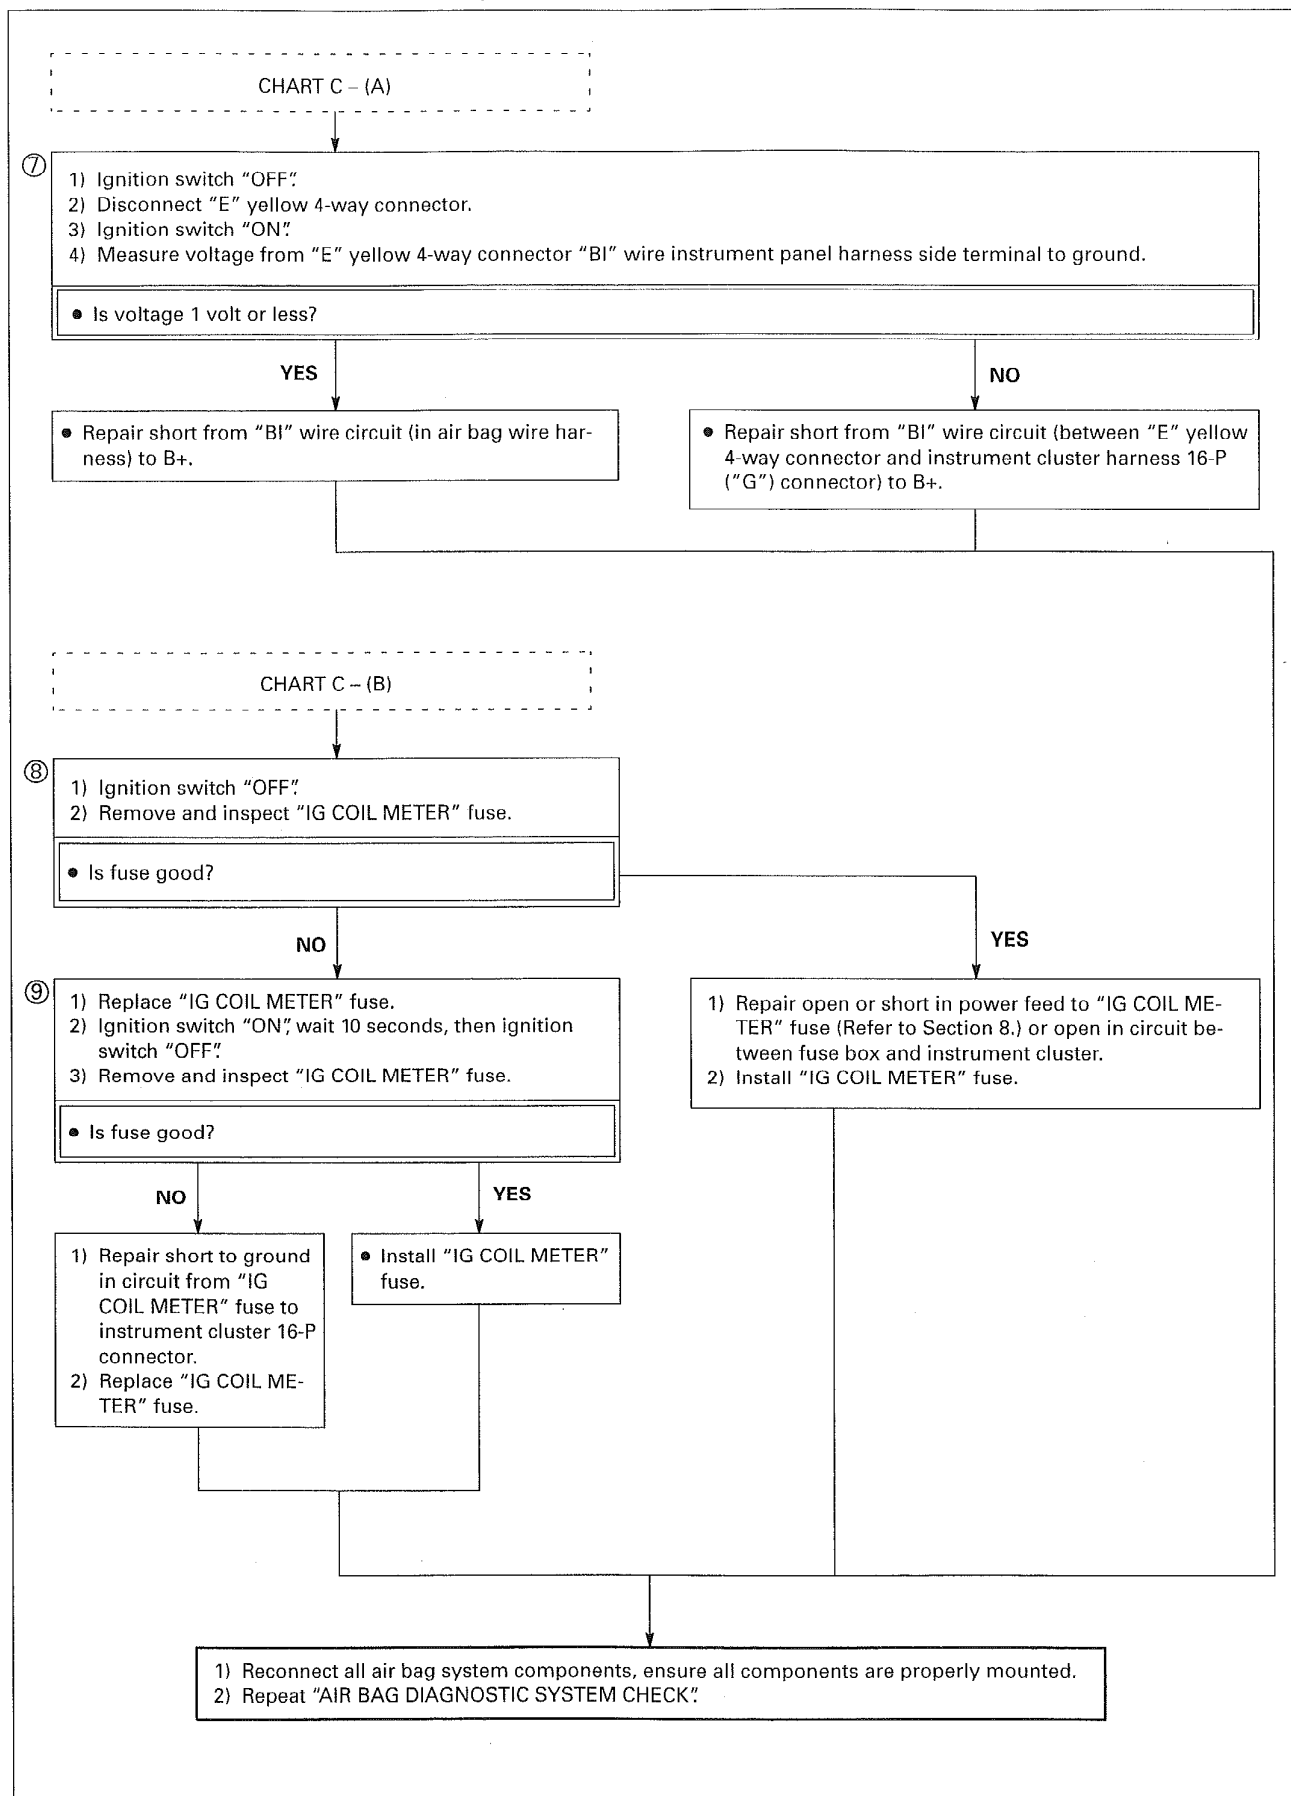 CHART C – (A)
⑦
1) Ignition switch "OFF".
2) Disconnect "E" yellow 4-way connector.
3) Ignition switch "ON".
4) Measure voltage from "E" yellow 4-way connector "Bl" wire instrument panel harness side terminal to ground.
● Is voltage 1 volt or less?
YES
NO
● Repair short from "Bl" wire circuit (in air bag wire har-
ness) to B+.
● Repair short from "Bl" wire circuit (between "E" yellow
4-way connector and instrument cluster harness 16-P
("G") connector) to B+.
CHART C – (B)
⑧
1) Ignition switch "OFF".
2) Remove and inspect "IG COIL METER" fuse.
● Is fuse good?
NO
YES
⑨
1) Replace "IG COIL METER" fuse.
2) Ignition switch "ON", wait 10 seconds, then ignition
switch "OFF".
3) Remove and inspect "IG COIL METER" fuse.
● Is fuse good?
1) Repair open or short in power feed to "IG COIL ME-
TER" fuse (Refer to Section 8.) or open in circuit be-
tween fuse box and instrument cluster.
2) Install "IG COIL METER" fuse.
NO
YES
1) Repair short to ground
in circuit from "IG
COIL METER" fuse to
instrument cluster 16-P
connector.
2) Replace "IG COIL ME-
TER" fuse.
● Install "IG COIL METER"
fuse.
1) Reconnect all air bag system components, ensure all components are properly mounted.
2) Repeat "AIR BAG DIAGNOSTIC SYSTEM CHECK".